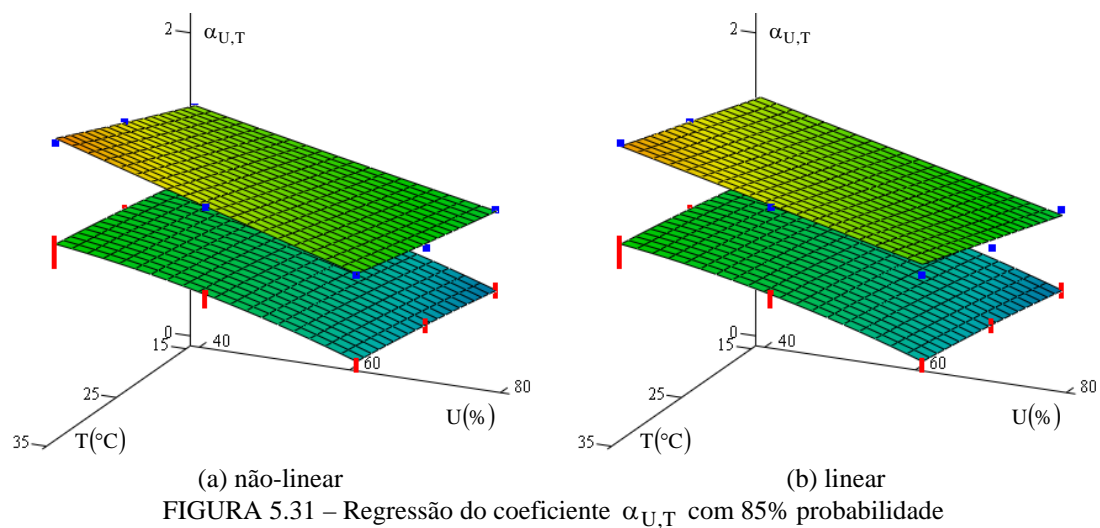 2 α_U,T
2 α_U,T
0
15 40
60
80
25
U(%)
35 T(°C)
0
15 40
60
80
25
U(%)
35 T(°C)
(a) não-linear (b) linear
FIGURA 5.31 – Regressão do coeficiente α_U,T com 85% probabilidade